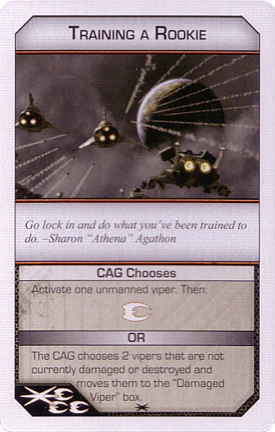 Training a Rookie
Go lock in and do what you've been trained to
do. –Sharon "Athena" Agathon
CAG Chooses
Activate one unmanned viper. Then:
OR
The CAG chooses 2 vipers that are not
currently damaged or destroyed and
moves them to the "Damaged
Viper" box.